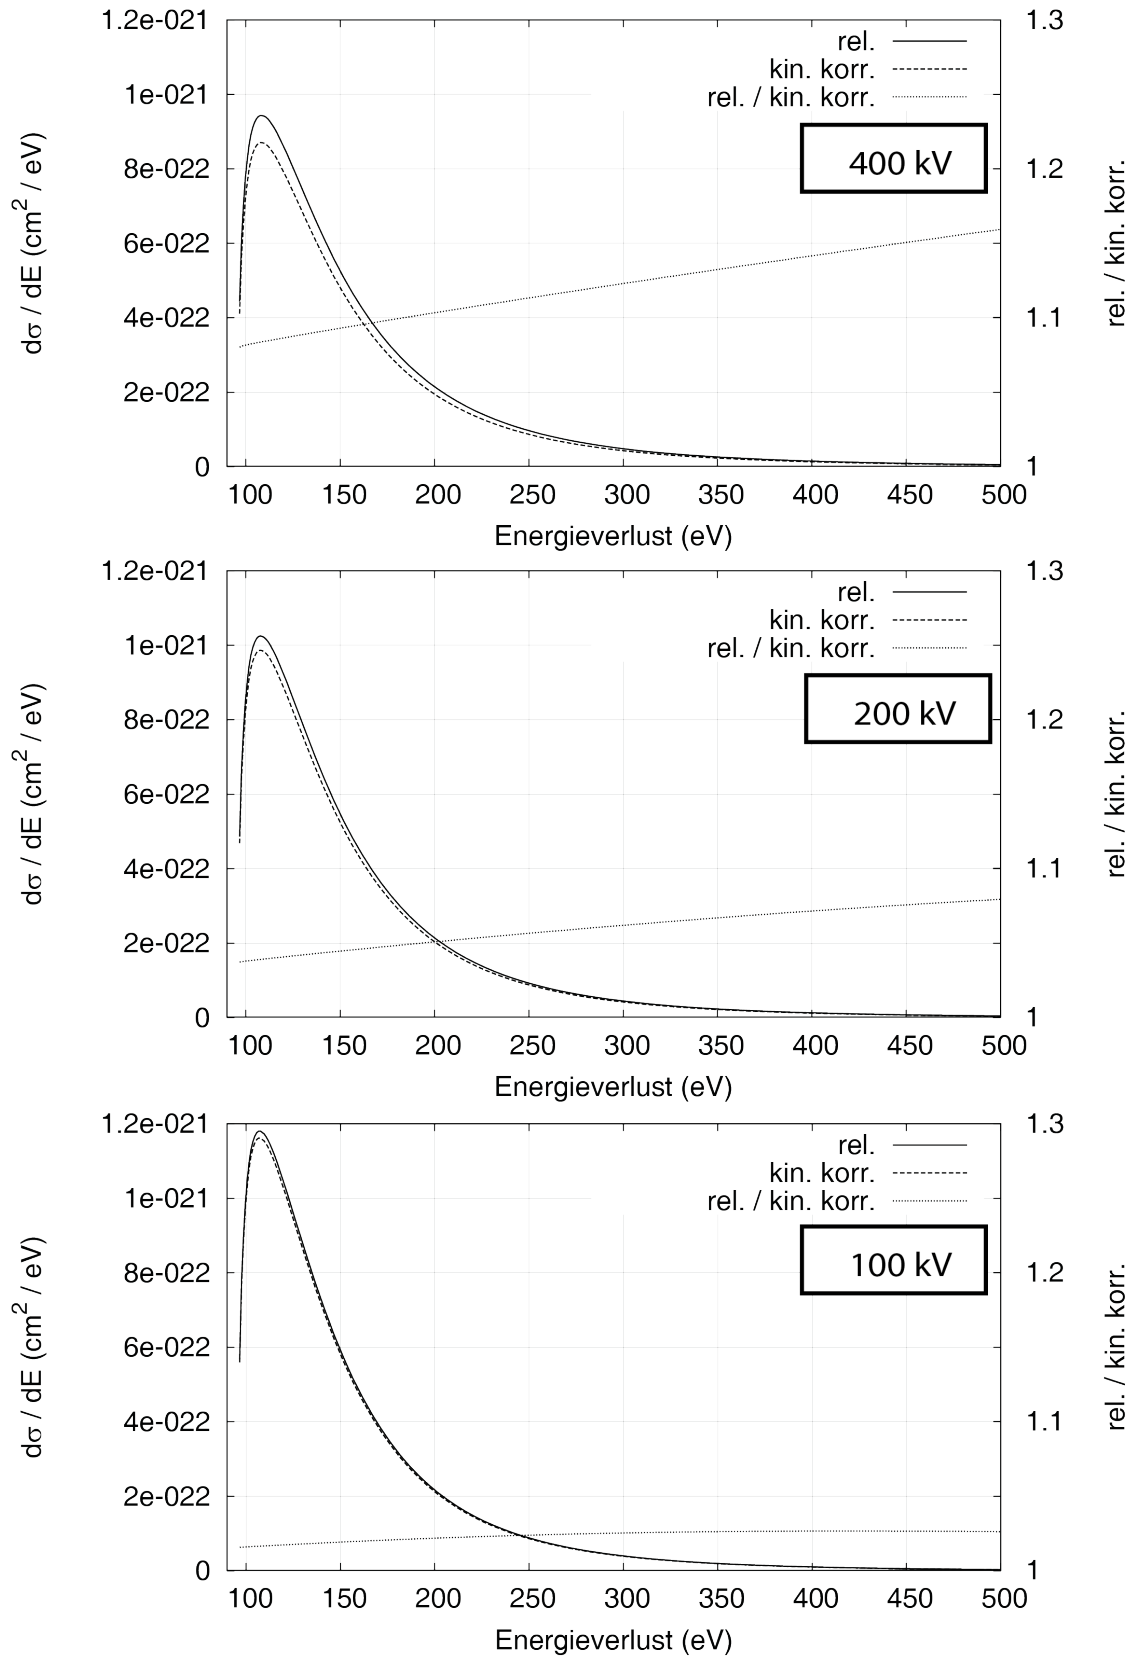 1.2e-021
1e-021
8e-022
6e-022
4e-022
2e-022
0
dσ / dE (cm² / eV)
rel.
kin. korr.
rel. / kin. korr.
400 kV
1.3
1.2
1.1
1
rel. / kin. korr.
100 150 200 250 300 350 400 450 500
Energieverlust (eV)
1.2e-021
1e-021
8e-022
6e-022
4e-022
2e-022
0
dσ / dE (cm² / eV)
rel.
kin. korr.
rel. / kin. korr.
200 kV
1.3
1.2
1.1
1
rel. / kin. korr.
100 150 200 250 300 350 400 450 500
Energieverlust (eV)
1.2e-021
1e-021
8e-022
6e-022
4e-022
2e-022
0
dσ / dE (cm² / eV)
rel.
kin. korr.
rel. / kin. korr.
100 kV
1.3
1.2
1.1
1
rel. / kin. korr.
100 150 200 250 300 350 400 450 500
Energieverlust (eV)